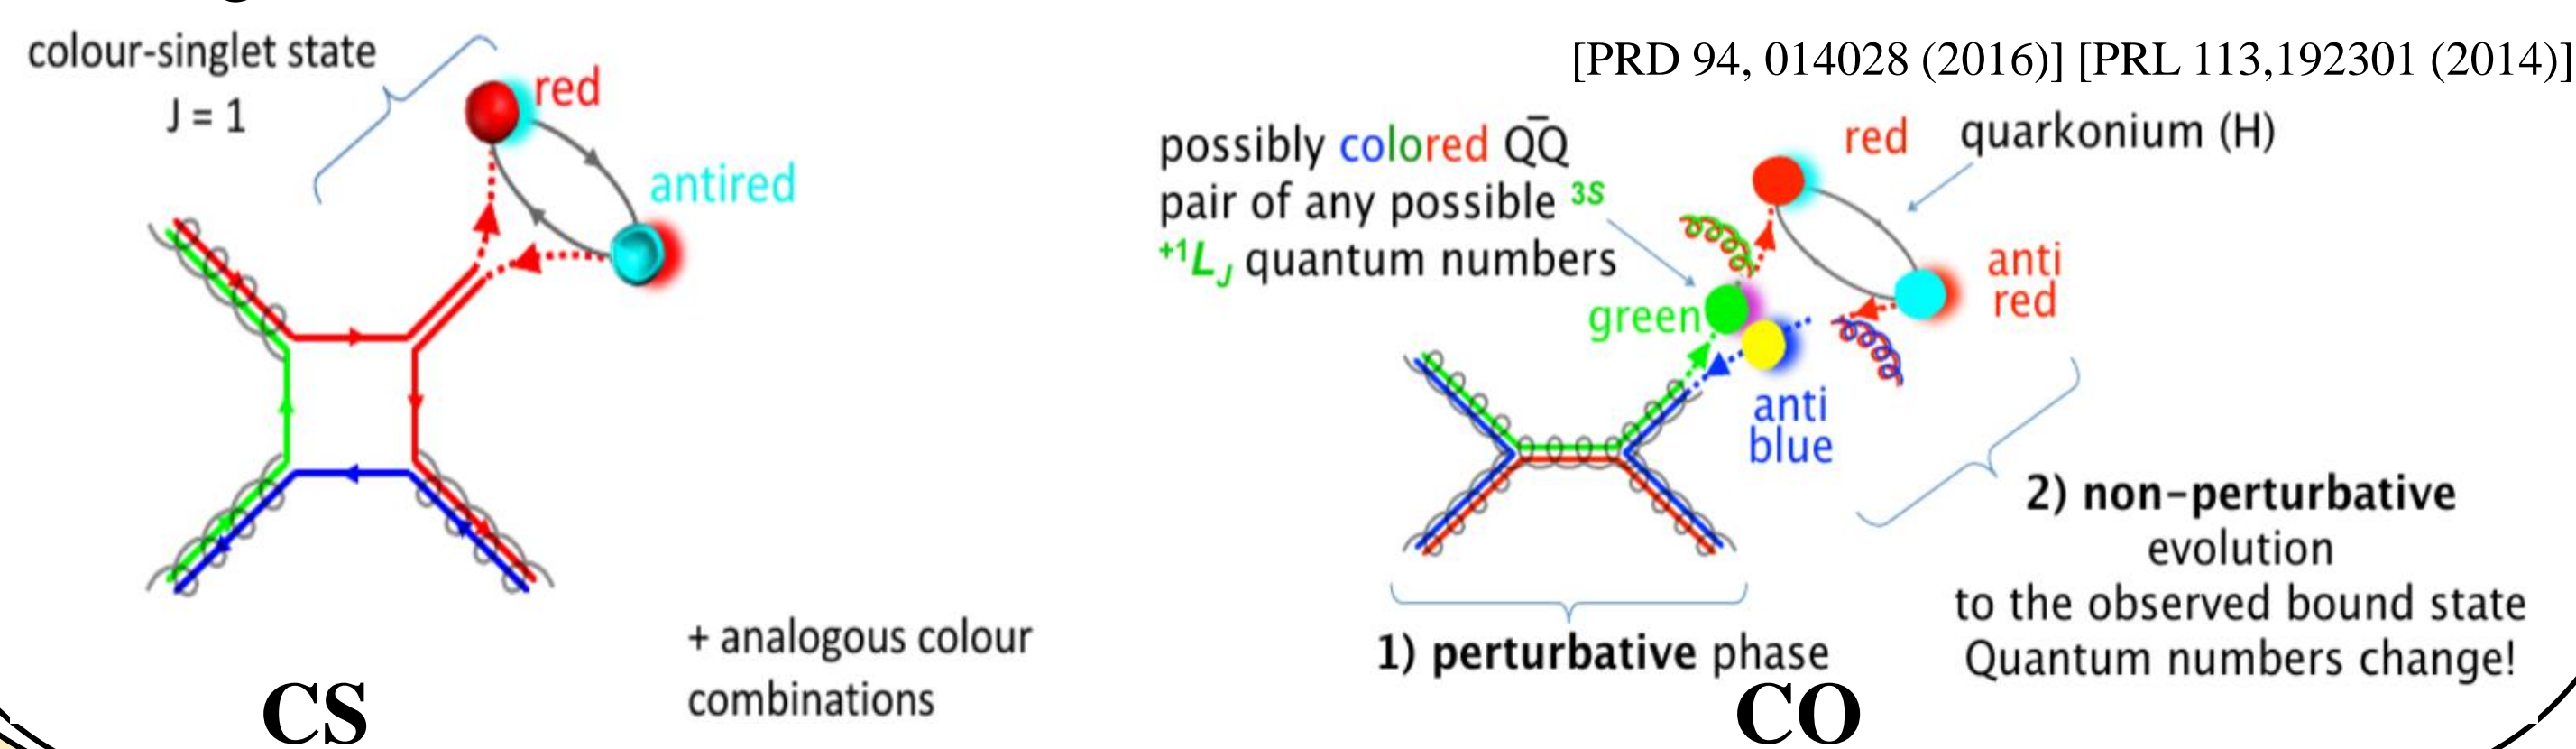 colour-singlet state
J = 1
red
antired
+ analogous colour
combinations
CS
[PRD 94, 014028 (2016)] [PRL 113,192301 (2014)]
possibly colored QQ̄
pair of any possible ³ˢ
⁺¹L_J quantum numbers
red
quarkonium (H)
green
anti
red
anti
blue
2) non-perturbative
evolution
to the observed bound state
Quantum numbers change!
1) perturbative phase
CO